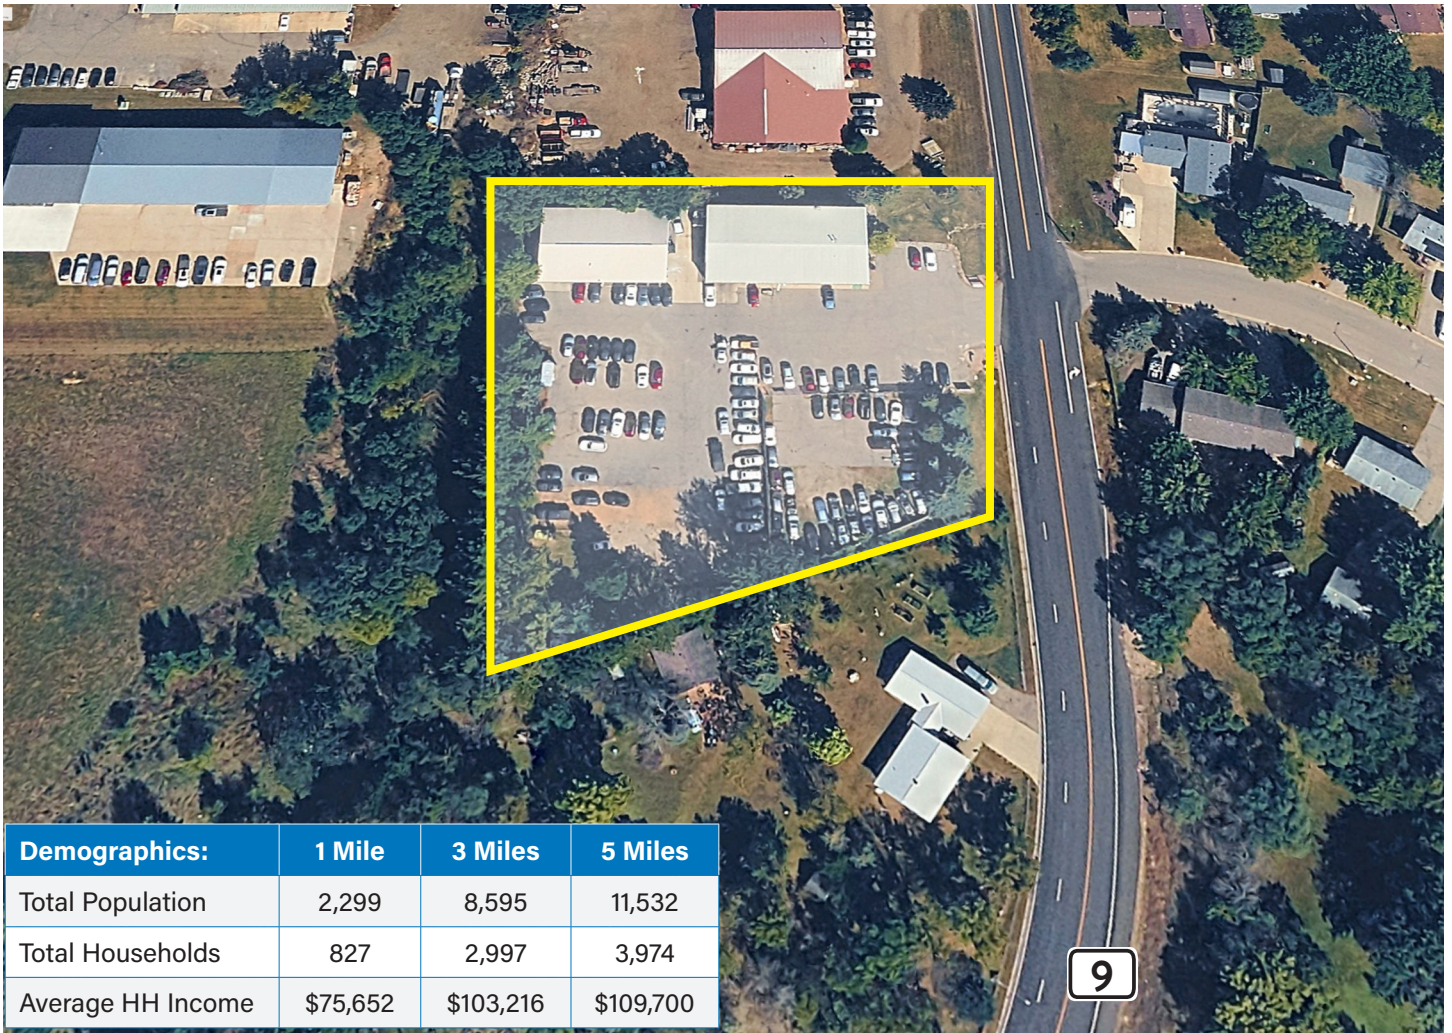 Demographics: 1 Mile 3 Miles 5 Miles
Total Population 2,299 8,595 11,532
Total Households 827 2,997 3,974
Average HH Income $75,652 $103,216 $109,700
9